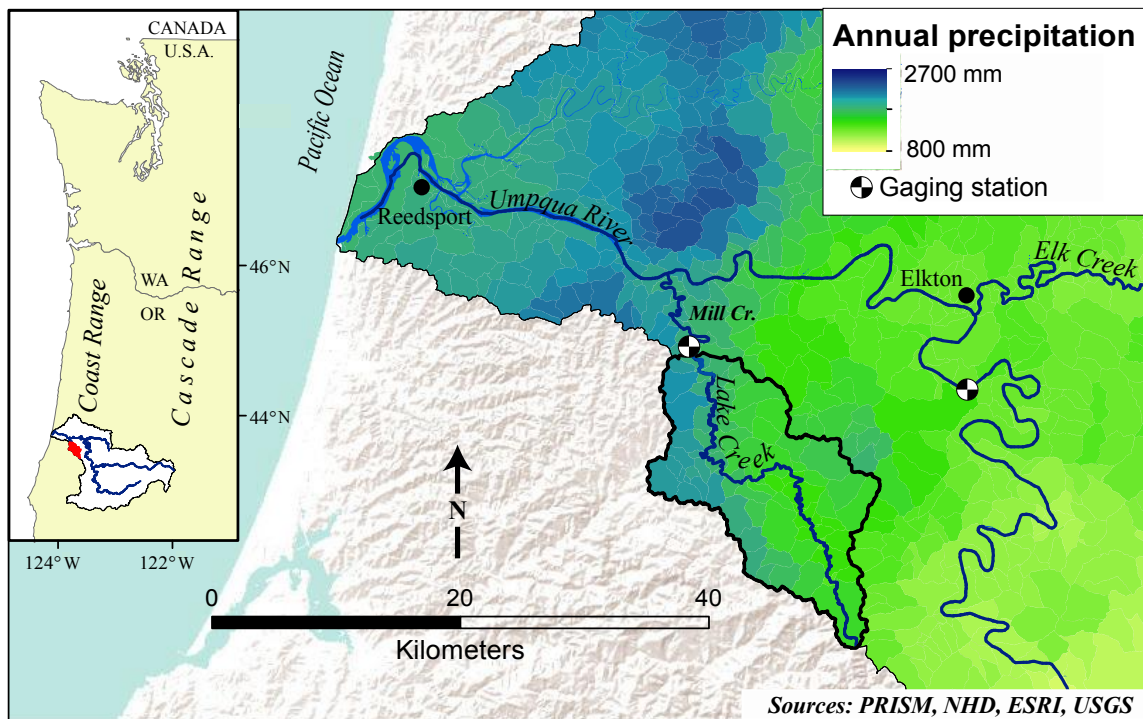 CANADA
U.S.A.
WA
OR
Coast Range
Cascade Range
46°N
44°N
124°W
122°W
Pacific Ocean
Reedsport
Umpqua River
Mill Cr.
Lake Creek
Elkton
Elk Creek
N
0
20
40
Kilometers
Annual precipitation
2700 mm
800 mm
Gaging station
Sources: PRISM, NHD, ESRI, USGS